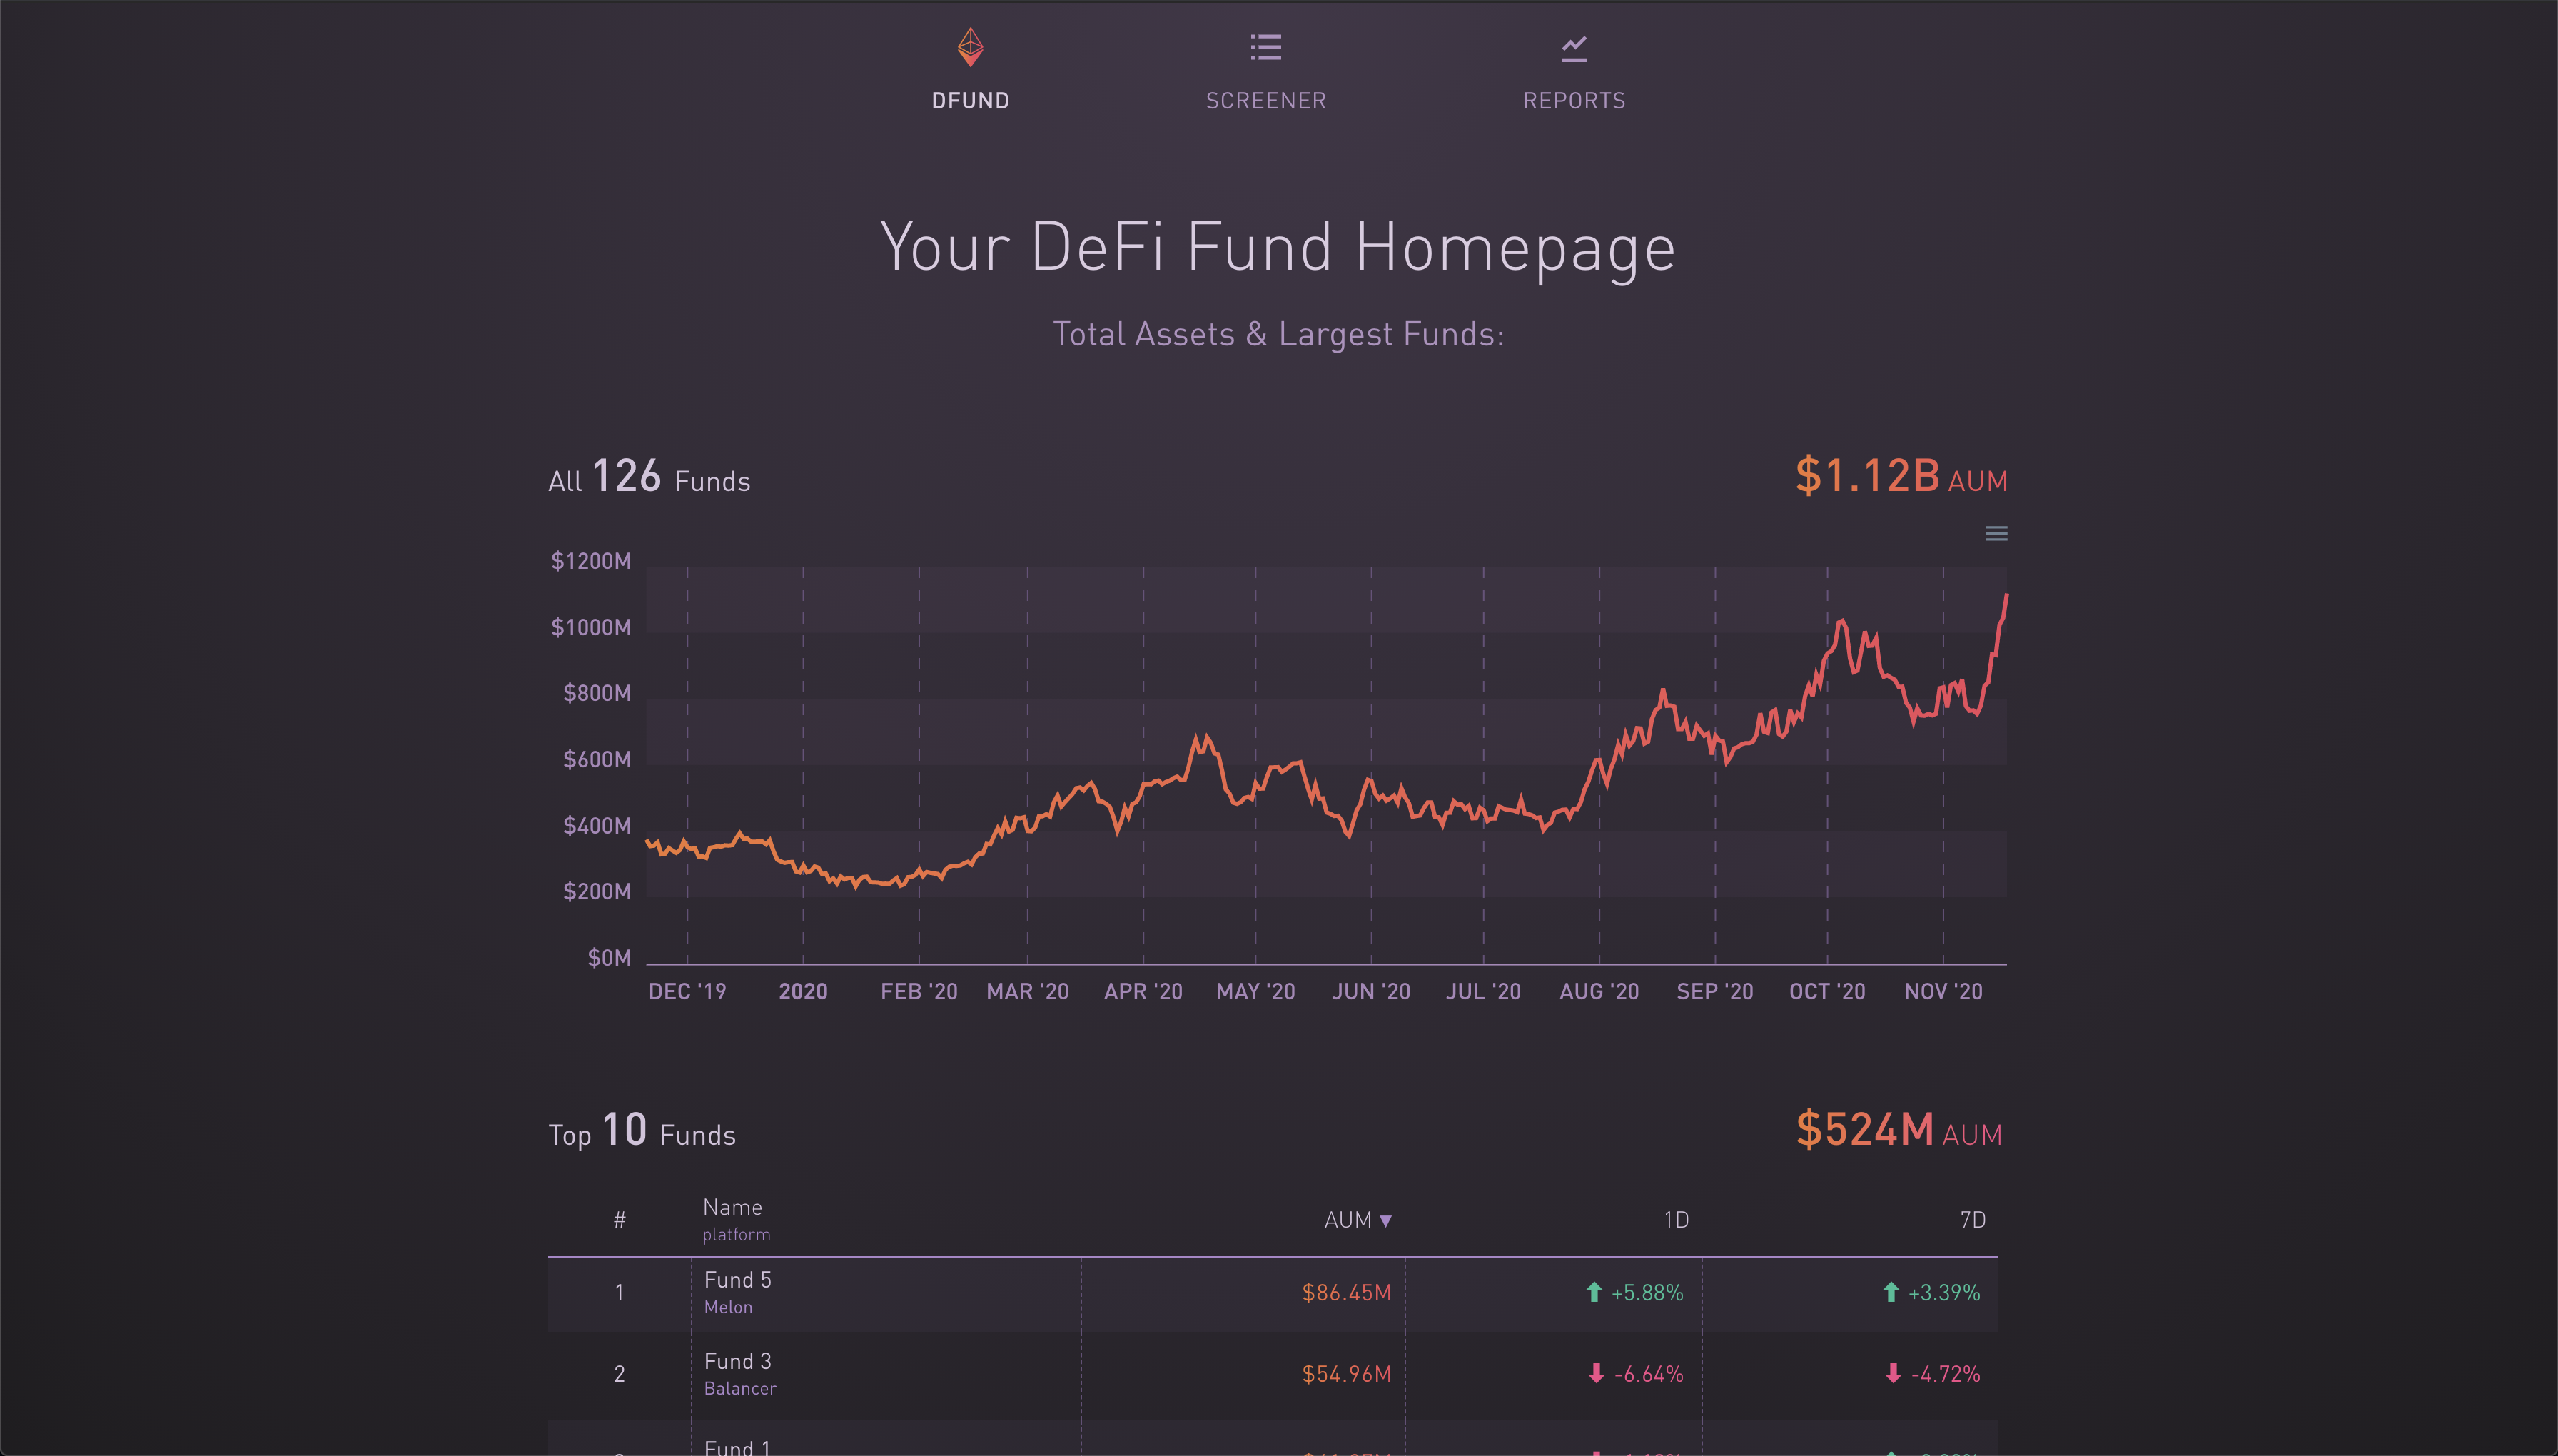 DFUND SCREENER REPORTS
Your DeFi Fund Homepage
Total Assets & Largest Funds:
All 126 Funds $1.12B AUM
$1200M
$1000M
$800M
$600M
$400M
$200M
$0M
DEC '19 2020 FEB '20 MAR '20 APR '20 MAY '20 JUN '20 JUL '20 AUG '20 SEP '20 OCT '20 NOV '20
Top 10 Funds $524M AUM
# Name AUM ▼ 1D 7D
platform
1 Fund 5 $86.45M +5.88% +3.39%
Melon
2 Fund 3 $54.96M -6.64% -4.72%
Balancer
Fund 1